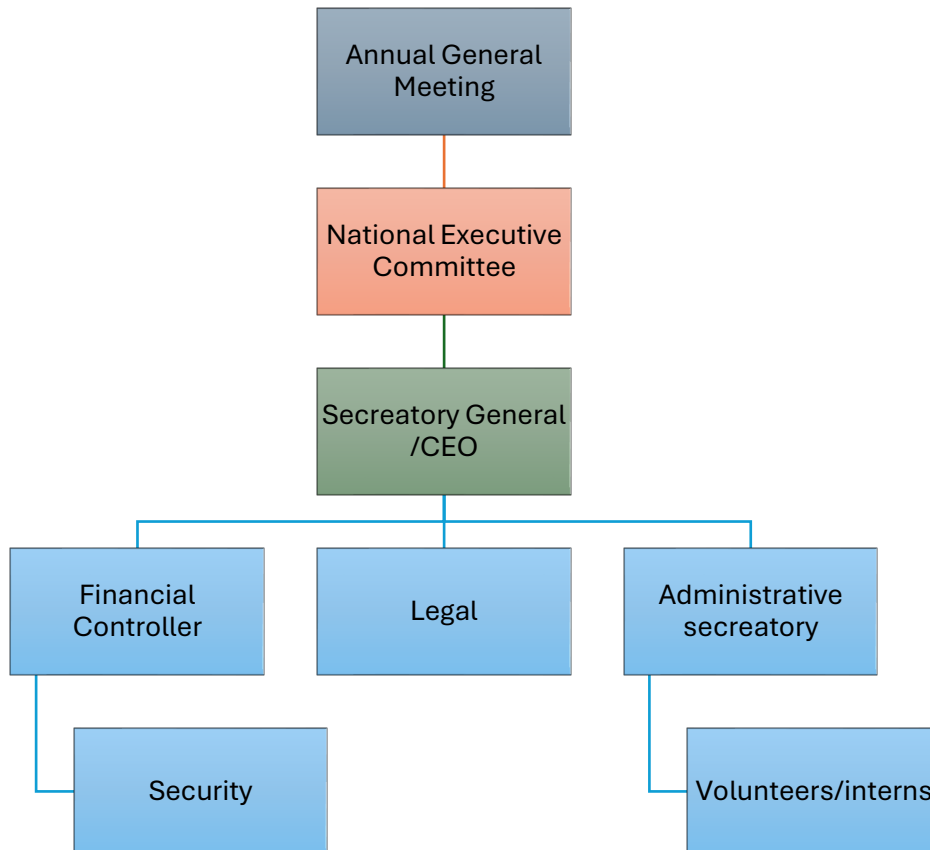 Annual General
Meeting
National Executive
Committee
Secreatory General
/CEO
Financial
Controller
Legal
Administrative
secreatory
Security
Volunteers/interns